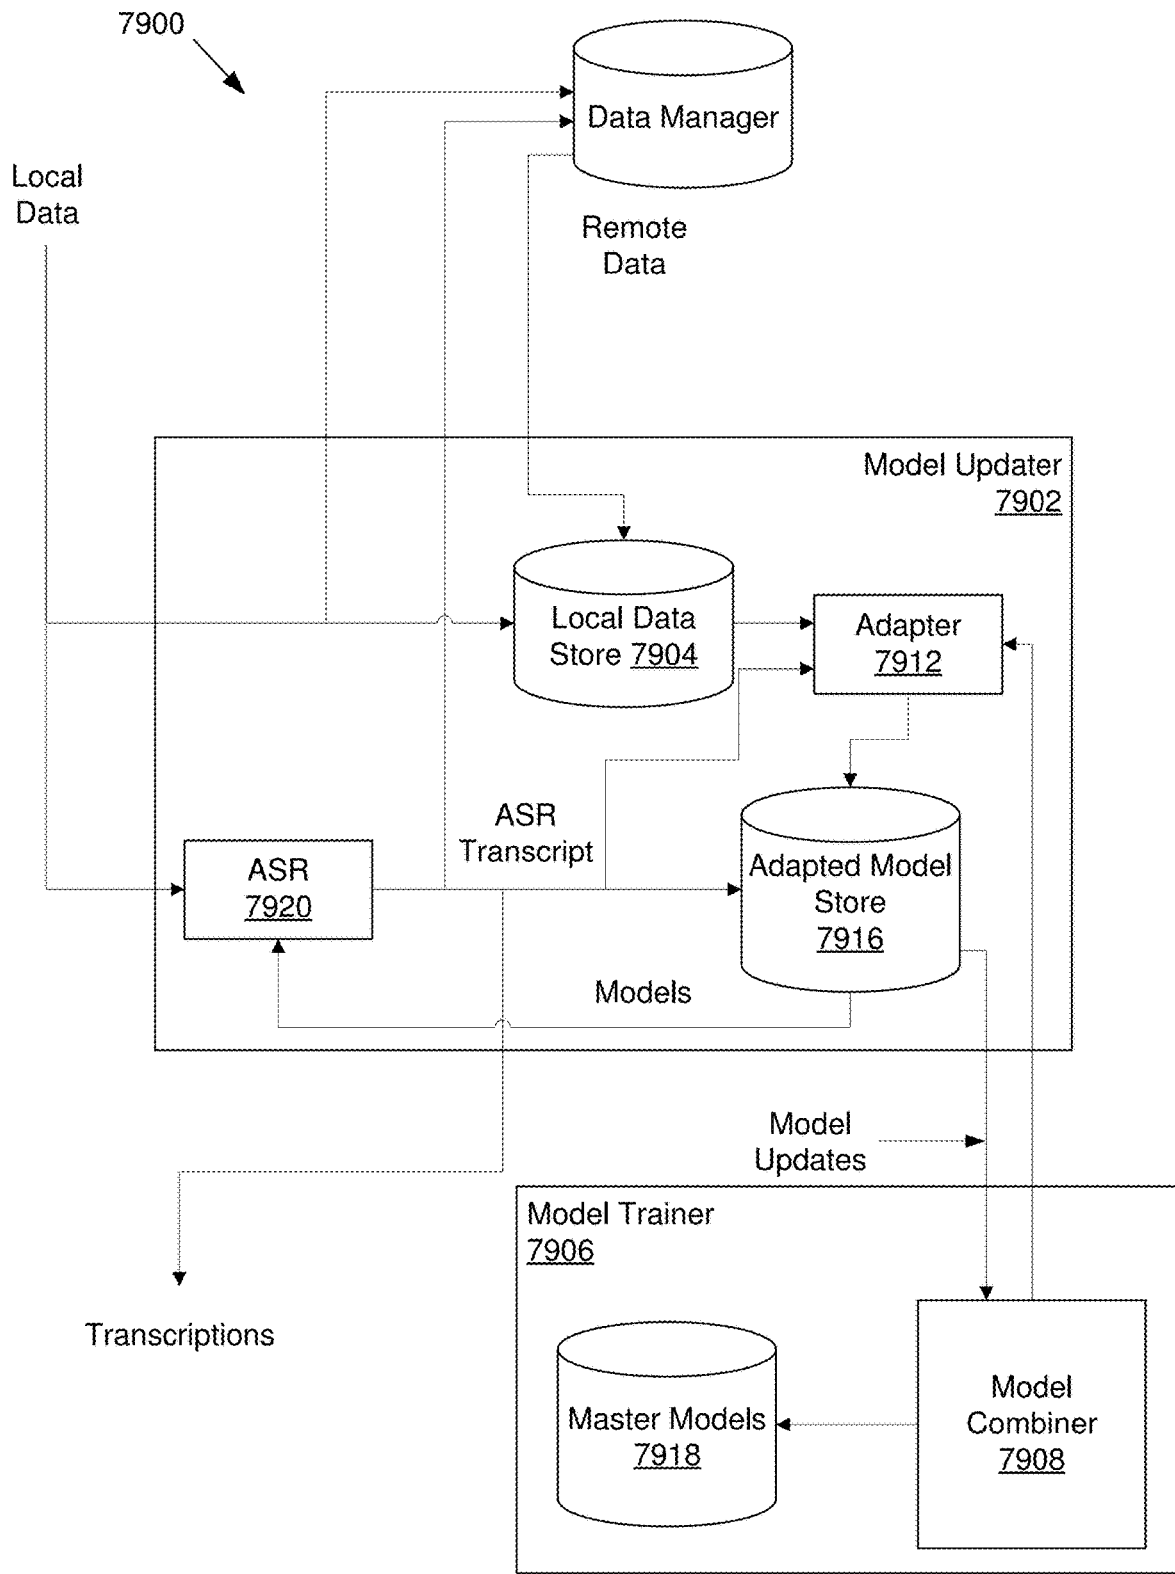 7900
Data Manager
Local
Data
Remote
Data
Model Updater
7902
Local Data
Store 7904
Adapter
7912
ASR
Transcript
ASR
7920
Adapted Model
Store
7916
Models
Model
Updates
Model Trainer
7906
Transcriptions
Master Models
7918
Model
Combiner
7908